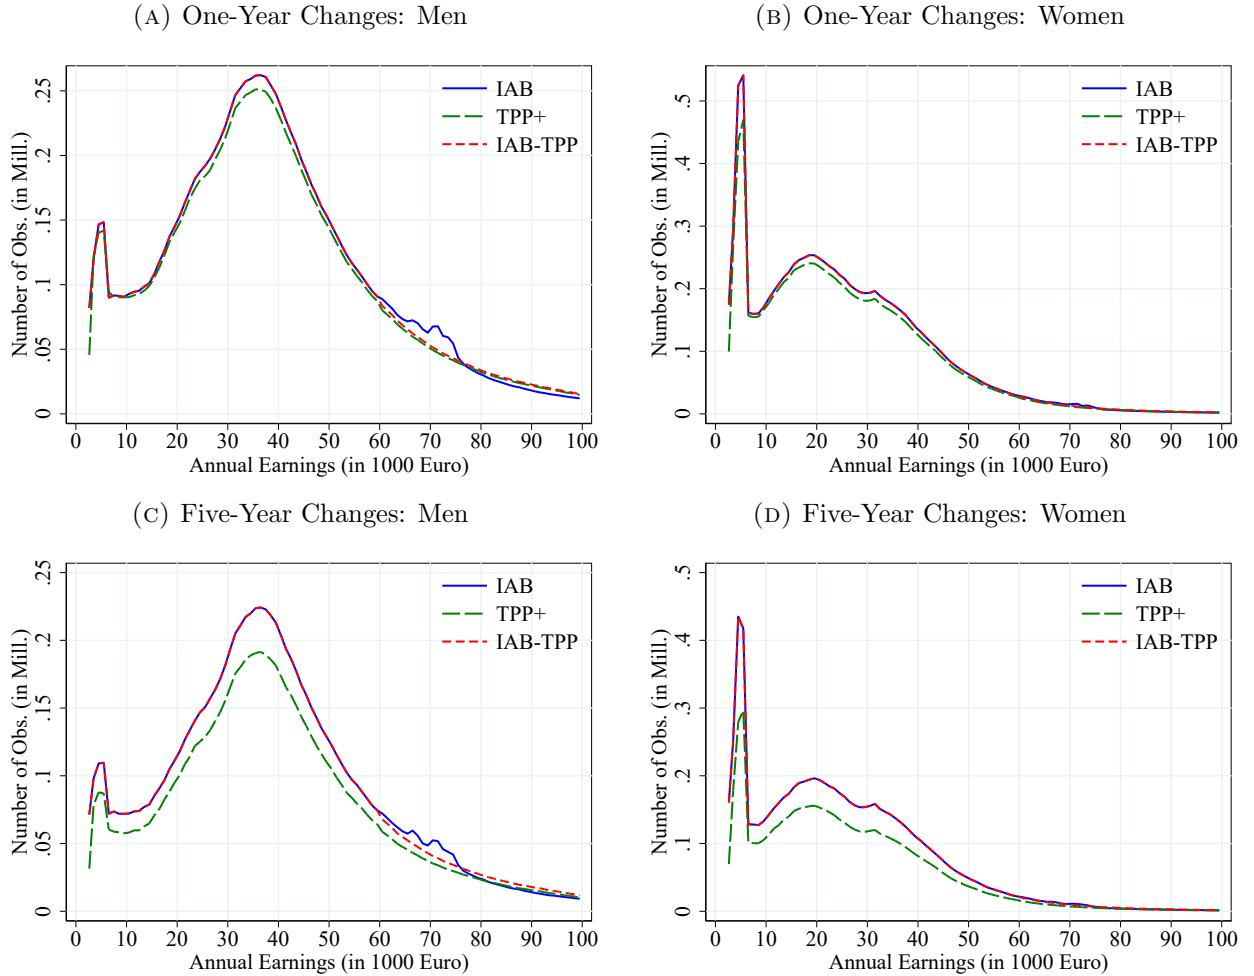 (A) One-Year Changes: Men
Number of Obs. (in Mill.)
.25
.2
.15
.1
.05
0
IAB
TPP+
IAB-TPP
0 10 20 30 40 50 60 70 80 90 100
Annual Earnings (in 1000 Euro)
(B) One-Year Changes: Women
Number of Obs. (in Mill.)
.5
.4
.3
.2
.1
0
IAB
TPP+
IAB-TPP
0 10 20 30 40 50 60 70 80 90 100
Annual Earnings (in 1000 Euro)
(C) Five-Year Changes: Men
Number of Obs. (in Mill.)
.25
.2
.15
.1
.05
0
IAB
TPP+
IAB-TPP
0 10 20 30 40 50 60 70 80 90 100
Annual Earnings (in 1000 Euro)
(D) Five-Year Changes: Women
Number of Obs. (in Mill.)
.5
.4
.3
.2
.1
0
IAB
TPP+
IAB-TPP
0 10 20 30 40 50 60 70 80 90 100
Annual Earnings (in 1000 Euro)